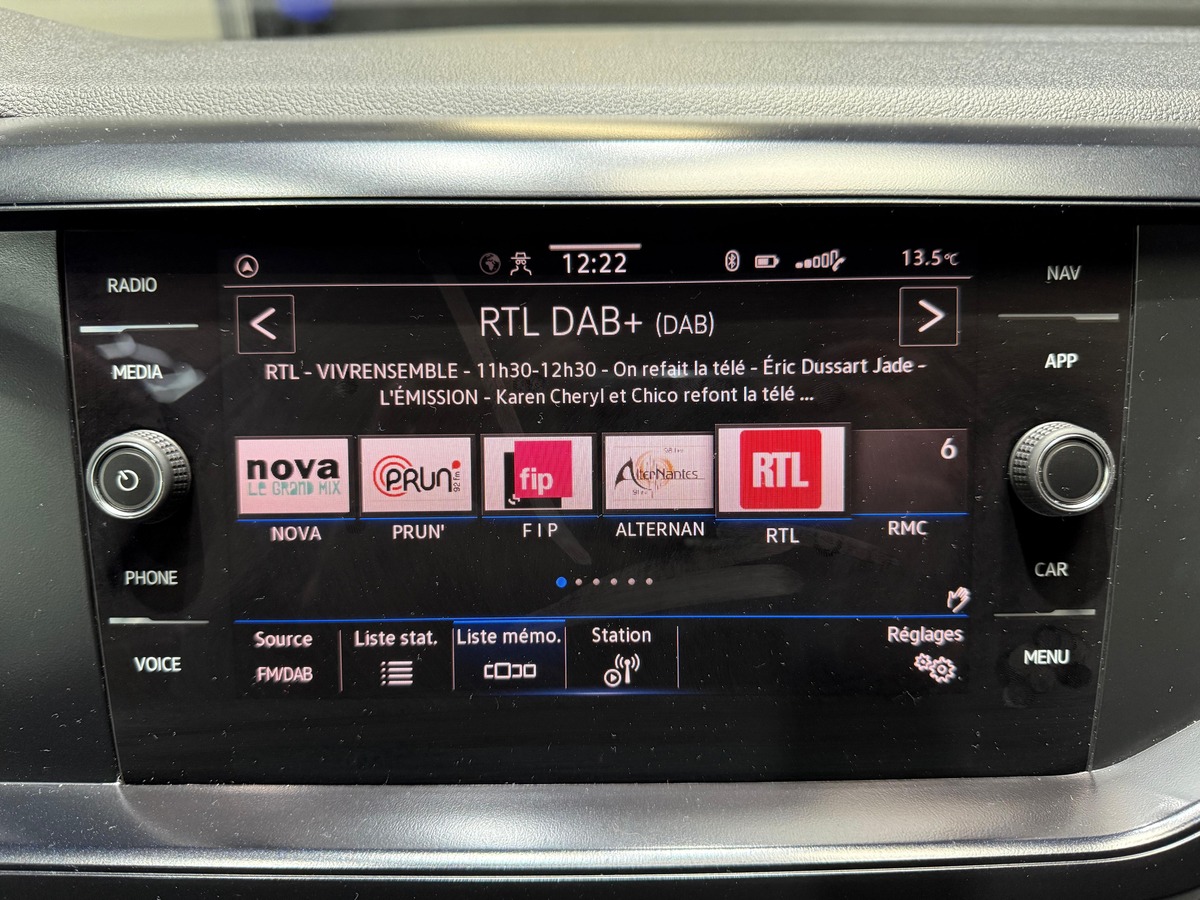 12:22
13.5°C
RADIO
NAV
RTL DAB+ (DAB)
MEDIA
APP
RTL - VIVRENSEMBLE - 11h30-12h30 - On refait la télé - Éric Dussart Jade -
L'ÉMISSION - Karen Cheryl et Chico refont la télé ...
nova
LE GRAND MIX
PRUN'
92 fm
fip
AlterNantes
RTL
6
NOVA
PRUN'
F I P
ALTERNAN
RTL
RMC
PHONE
CAR
Source
FM/DAB
Liste stat.
Liste mémo.
Station
Réglages
VOICE
MENU